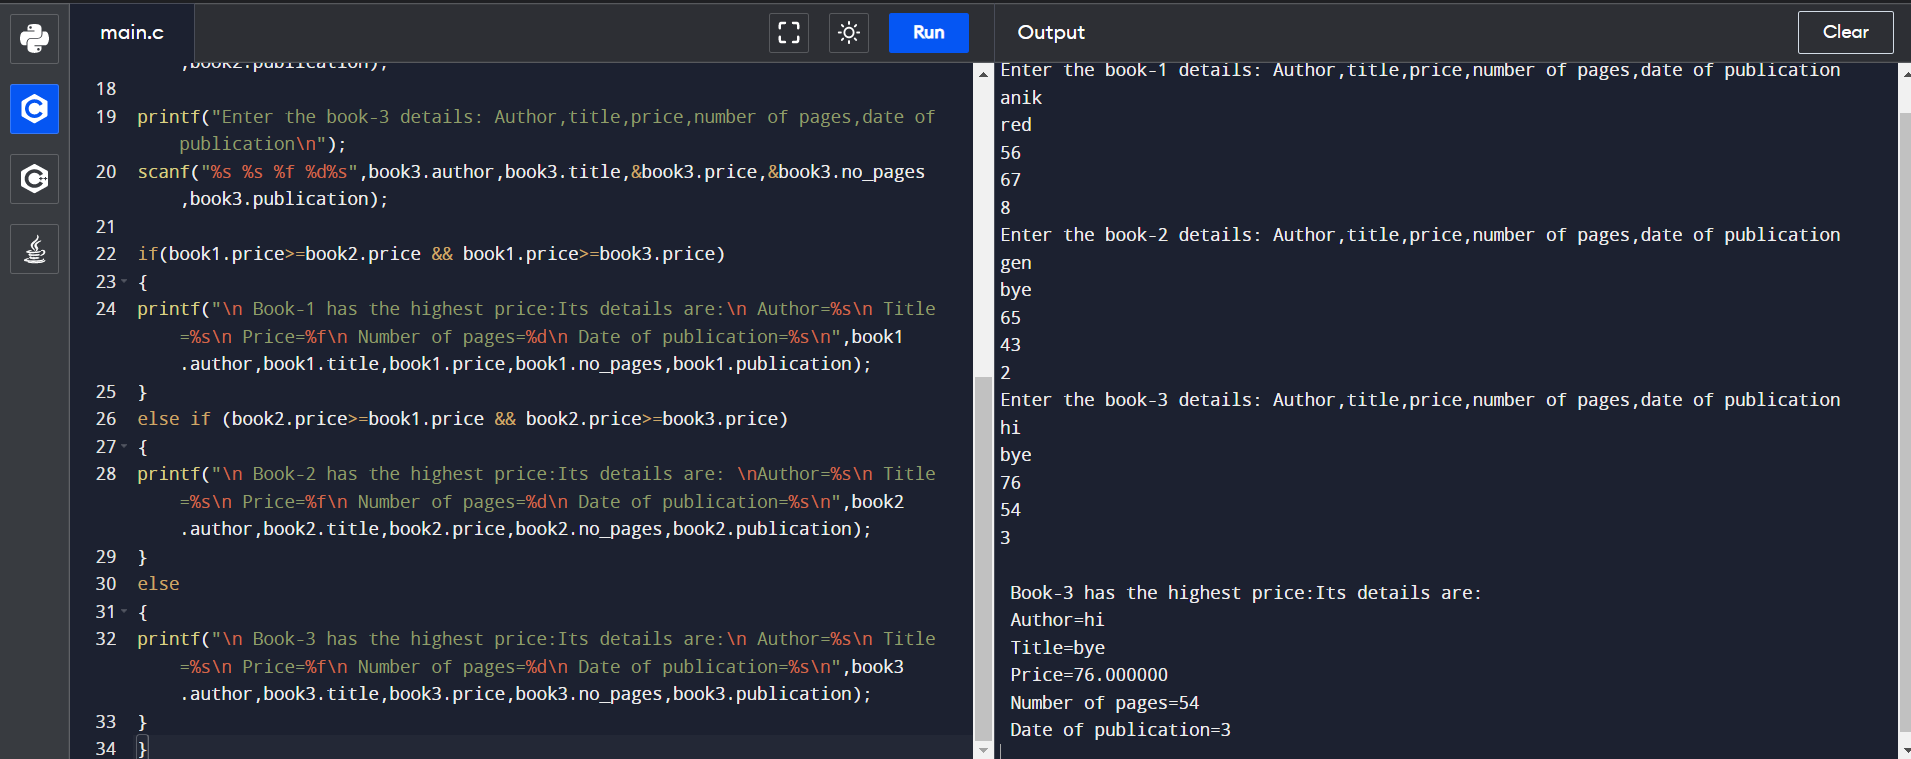 main.c
Run
Output
Clear
,book2.publication);
18
19 printf("Enter the book-3 details: Author,title,price,number of pages,date of
publication\n");
20 scanf("%s %s %f %d%s",book3.author,book3.title,&book3.price,&book3.no_pages
,book3.publication);
21
22 if(book1.price>=book2.price && book1.price>=book3.price)
23 {
24 printf("\n Book-1 has the highest price:Its details are:\n Author=%s\n Title
=%s\n Price=%f\n Number of pages=%d\n Date of publication=%s\n",book1
.author,book1.title,book1.price,book1.no_pages,book1.publication);
25 }
26 else if (book2.price>=book1.price && book2.price>=book3.price)
27 {
28 printf("\n Book-2 has the highest price:Its details are: \nAuthor=%s\n Title
=%s\n Price=%f\n Number of pages=%d\n Date of publication=%s\n",book2
.author,book2.title,book2.price,book2.no_pages,book2.publication);
29 }
30 else
31 {
32 printf("\n Book-3 has the highest price:Its details are:\n Author=%s\n Title
=%s\n Price=%f\n Number of pages=%d\n Date of publication=%s\n",book3
.author,book3.title,book3.price,book3.no_pages,book3.publication);
33 }
34 }
Enter the book-1 details: Author,title,price,number of pages,date of publication
anik
red
56
67
8
Enter the book-2 details: Author,title,price,number of pages,date of publication
gen
bye
65
43
2
Enter the book-3 details: Author,title,price,number of pages,date of publication
hi
bye
76
54
3
Book-3 has the highest price:Its details are:
Author=hi
Title=bye
Price=76.000000
Number of pages=54
Date of publication=3